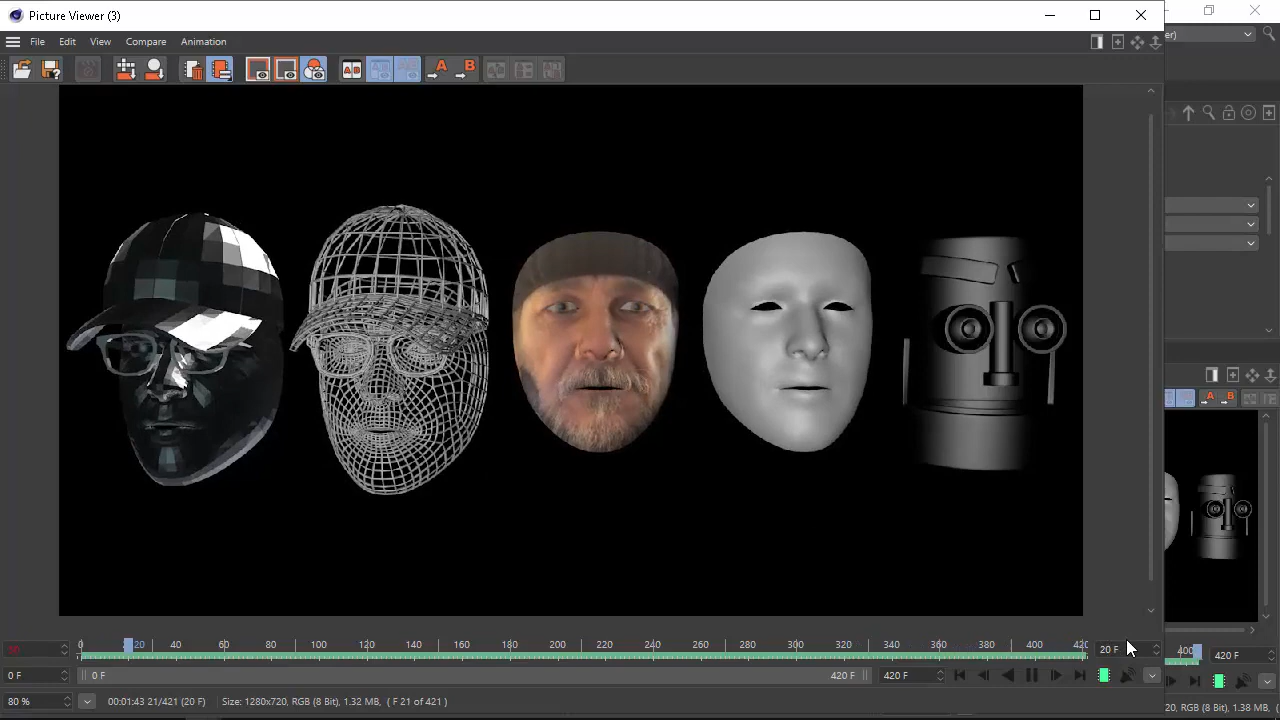 Picture Viewer (3)
File Edit View Compare Animation
er)
A B
AB
A B
0 20 40 60 80 100 120 140 160 180 200 220 240 260 280 300 320 340 360 380 400 420
20 F
400 420 F
0 F
0 F
420 F
420 F
80 %
00:01:43 21/421 (20 F)
Size: 1280x720, RGB (8 Bit), 1.32 MB, ( F 21 of 421 )
20, RGB (8 Bit), 1.38 MB,